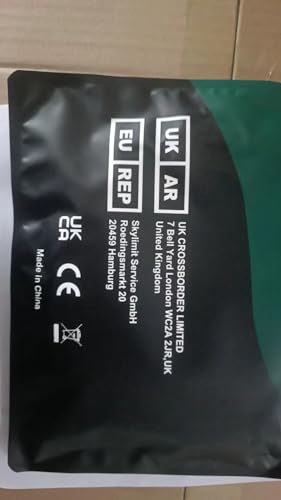 UK AR
UK CROSSBORDER LIMITED
7 Bell Yard London WC2A 2JR,UK
United Kingdom
EU REP
Skylimit Service GmbH
Roedingsmarkt 20
20459 Hamburg
UK
CA
CE
Made in China